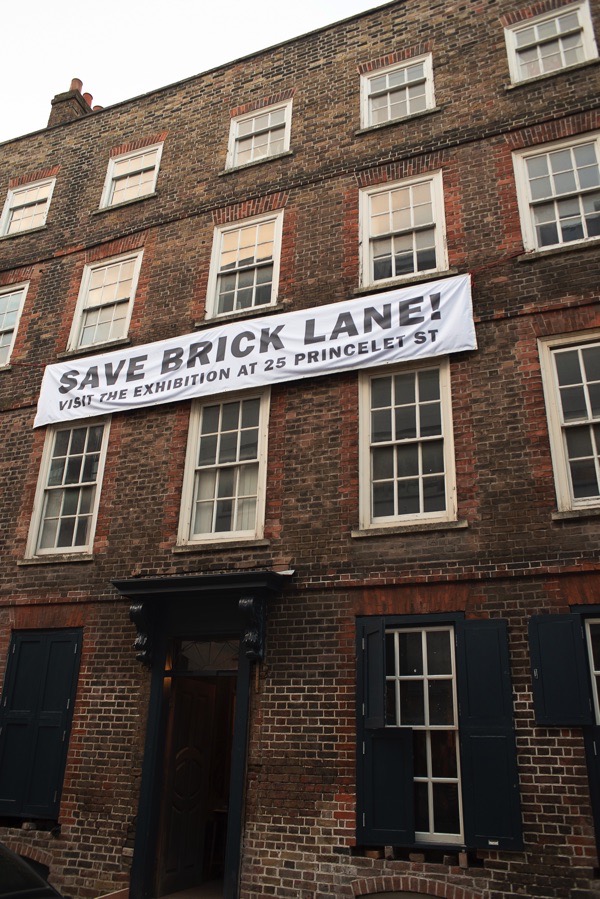 SAVE BRICK LANE!
VISIT THE EXHIBITION AT 25 PRINCELET ST